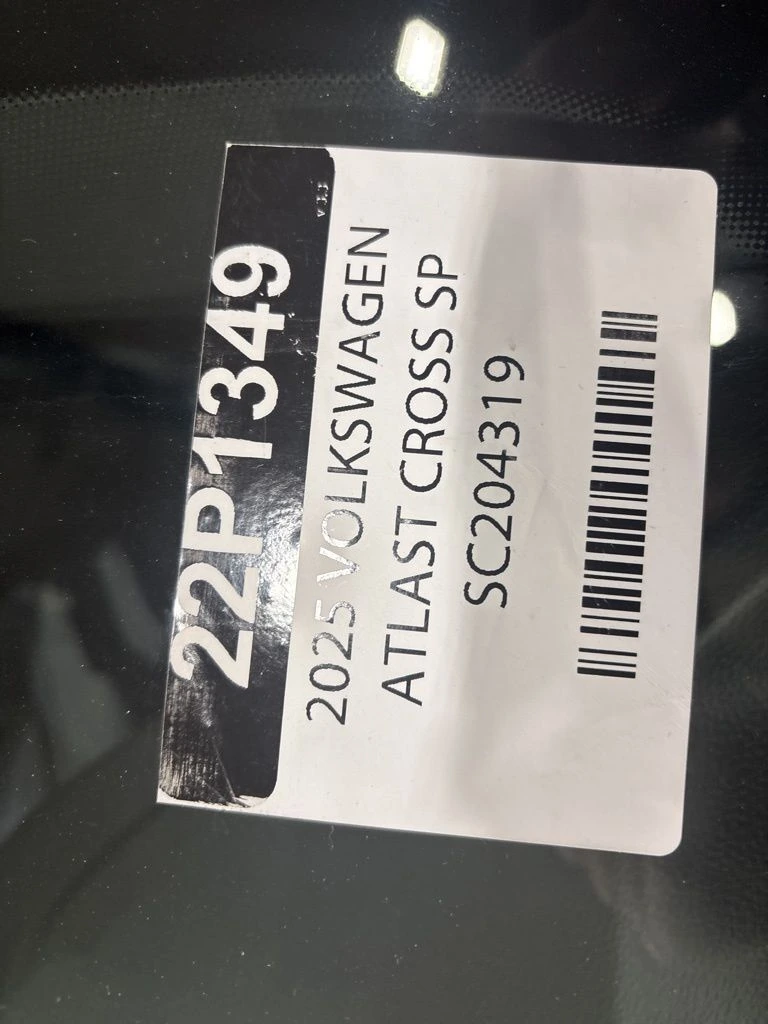 22P1349
2025 VOLKSWAGEN
ATLAST CROSS SP
SC204319